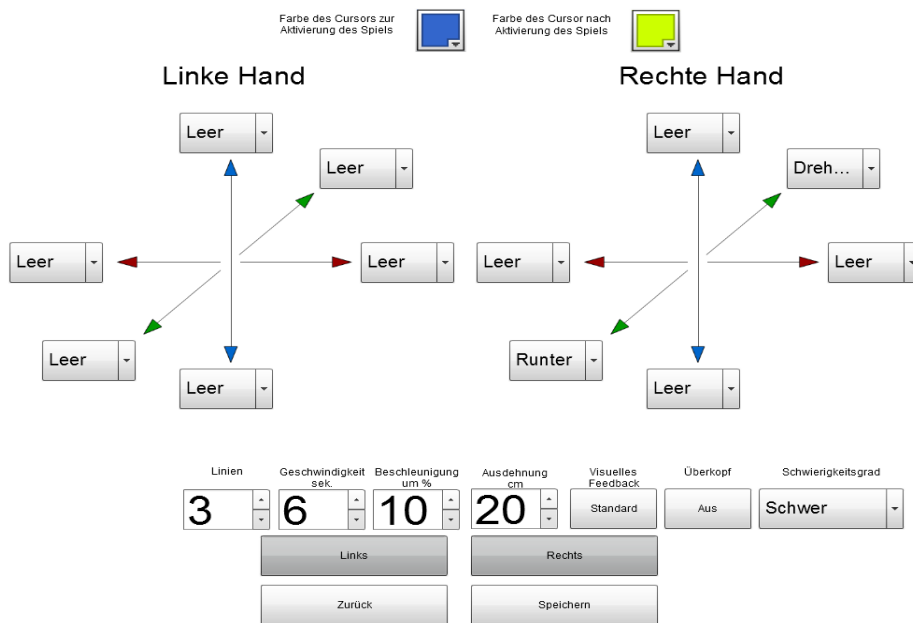 Farbe des Cursors zur
Aktivierung des Spiels
Farbe des Cursor nach
Aktivierung des Spiels
Linke Hand
Rechte Hand
Leer
Leer
Leer
Dreh...
Leer
Leer
Leer
Leer
Leer
Runter
Leer
Leer
Linien
Geschwindigkeit
sek.
Beschleunigung
um %
Ausdehnung
cm
Visuelles
Feedback
Überkopf
Schwierigkeitsgrad
3
6
10
20
Standard
Aus
Schwer
Links
Rechts
Zurück
Speichern